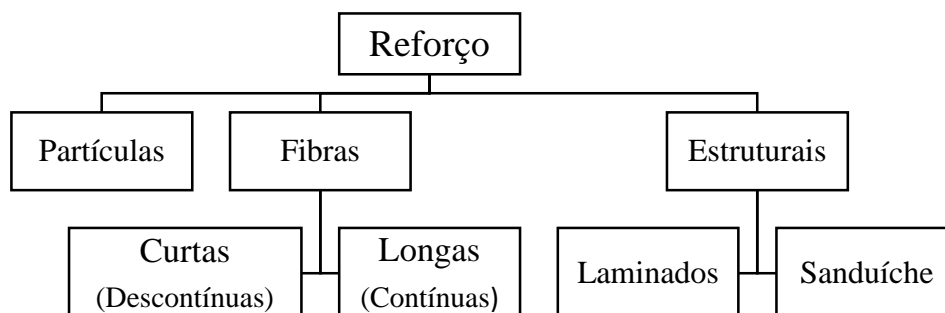 Reforço
Partículas
Fibras
Estruturais
Curtas
(Descontínuas)
Longas
(Contínuas)
Laminados
Sanduíche